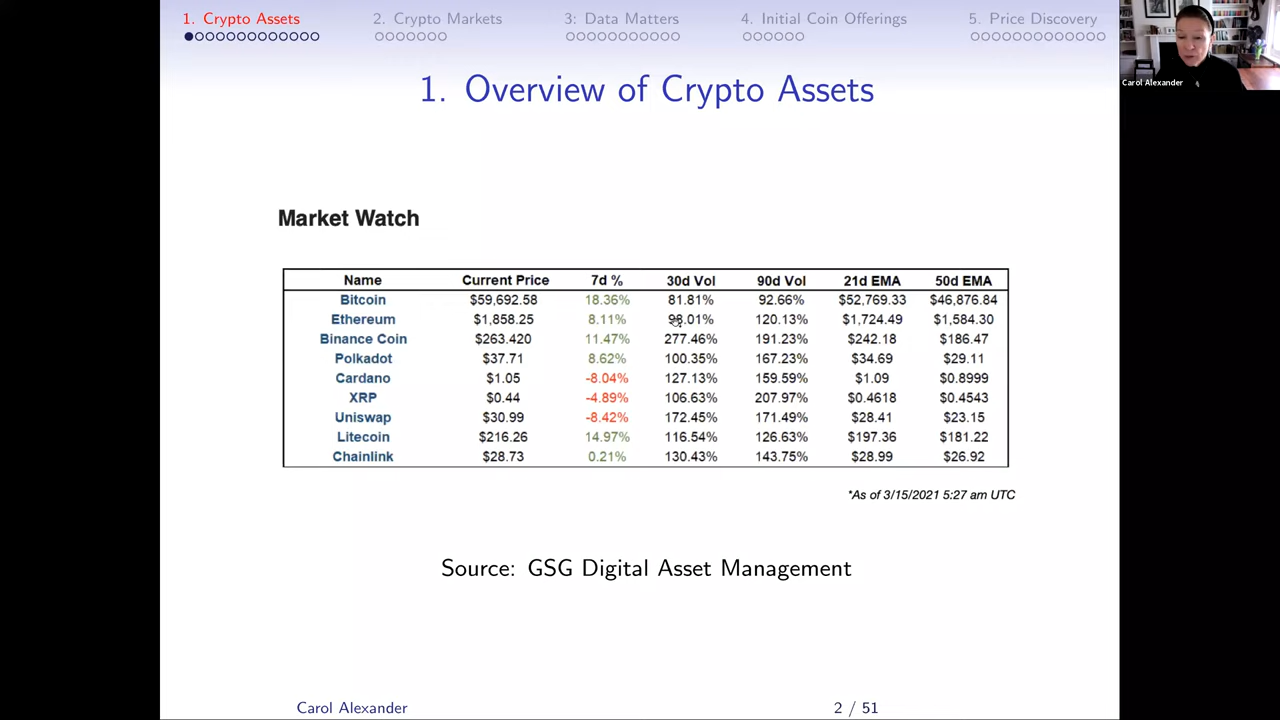 1. Crypto Assets 2. Crypto Markets 3: Data Matters 4. Initial Coin Offerings 5. Price Discovery
Carol Alexander
1. Overview of Crypto Assets
Market Watch
Name Current Price 7d % 30d Vol 90d Vol 21d EMA 50d EMA
Bitcoin $59,692.58 18.36% 81.81% 92.66% $52,769.33 $46,876.84
Ethereum $1,858.25 8.11% 98.01% 120.13% $1,724.49 $1,584.30
Binance Coin $263.420 11.47% 277.46% 191.23% $242.18 $186.47
Polkadot $37.71 8.62% 100.35% 167.23% $34.69 $29.11
Cardano $1.05 -8.04% 127.13% 159.59% $1.09 $0.8999
XRP $0.44 -4.89% 106.63% 207.97% $0.4618 $0.4543
Uniswap $30.99 -8.42% 172.45% 171.49% $28.41 $23.15
Litecoin $216.26 14.97% 116.54% 126.63% $197.36 $181.22
Chainlink $28.73 0.21% 130.43% 143.75% $28.99 $26.92
*As of 3/15/2021 5:27 am UTC
Source: GSG Digital Asset Management
Carol Alexander 2 / 51